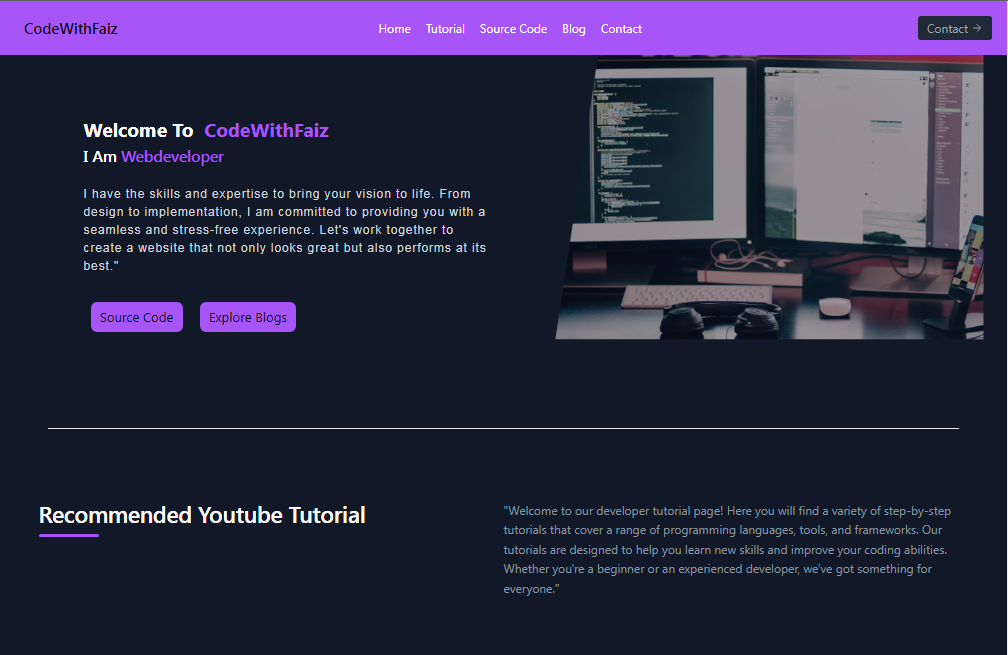 CodeWithFaiz
Home Tutorial Source Code Blog Contact
Contact →
Welcome To CodeWithFaiz
I Am Webdeveloper
I have the skills and expertise to bring your vision to life. From
design to implementation, I am committed to providing you with a
seamless and stress-free experience. Let's work together to
create a website that not only looks great but also performs at its
best."
Source Code
Explore Blogs
Recommended Youtube Tutorial
"Welcome to our developer tutorial page! Here you will find a variety of step-by-step
tutorials that cover a range of programming languages, tools, and frameworks. Our
tutorials are designed to help you learn new skills and improve your coding abilities.
Whether you're a beginner or an experienced developer, we've got something for
everyone."